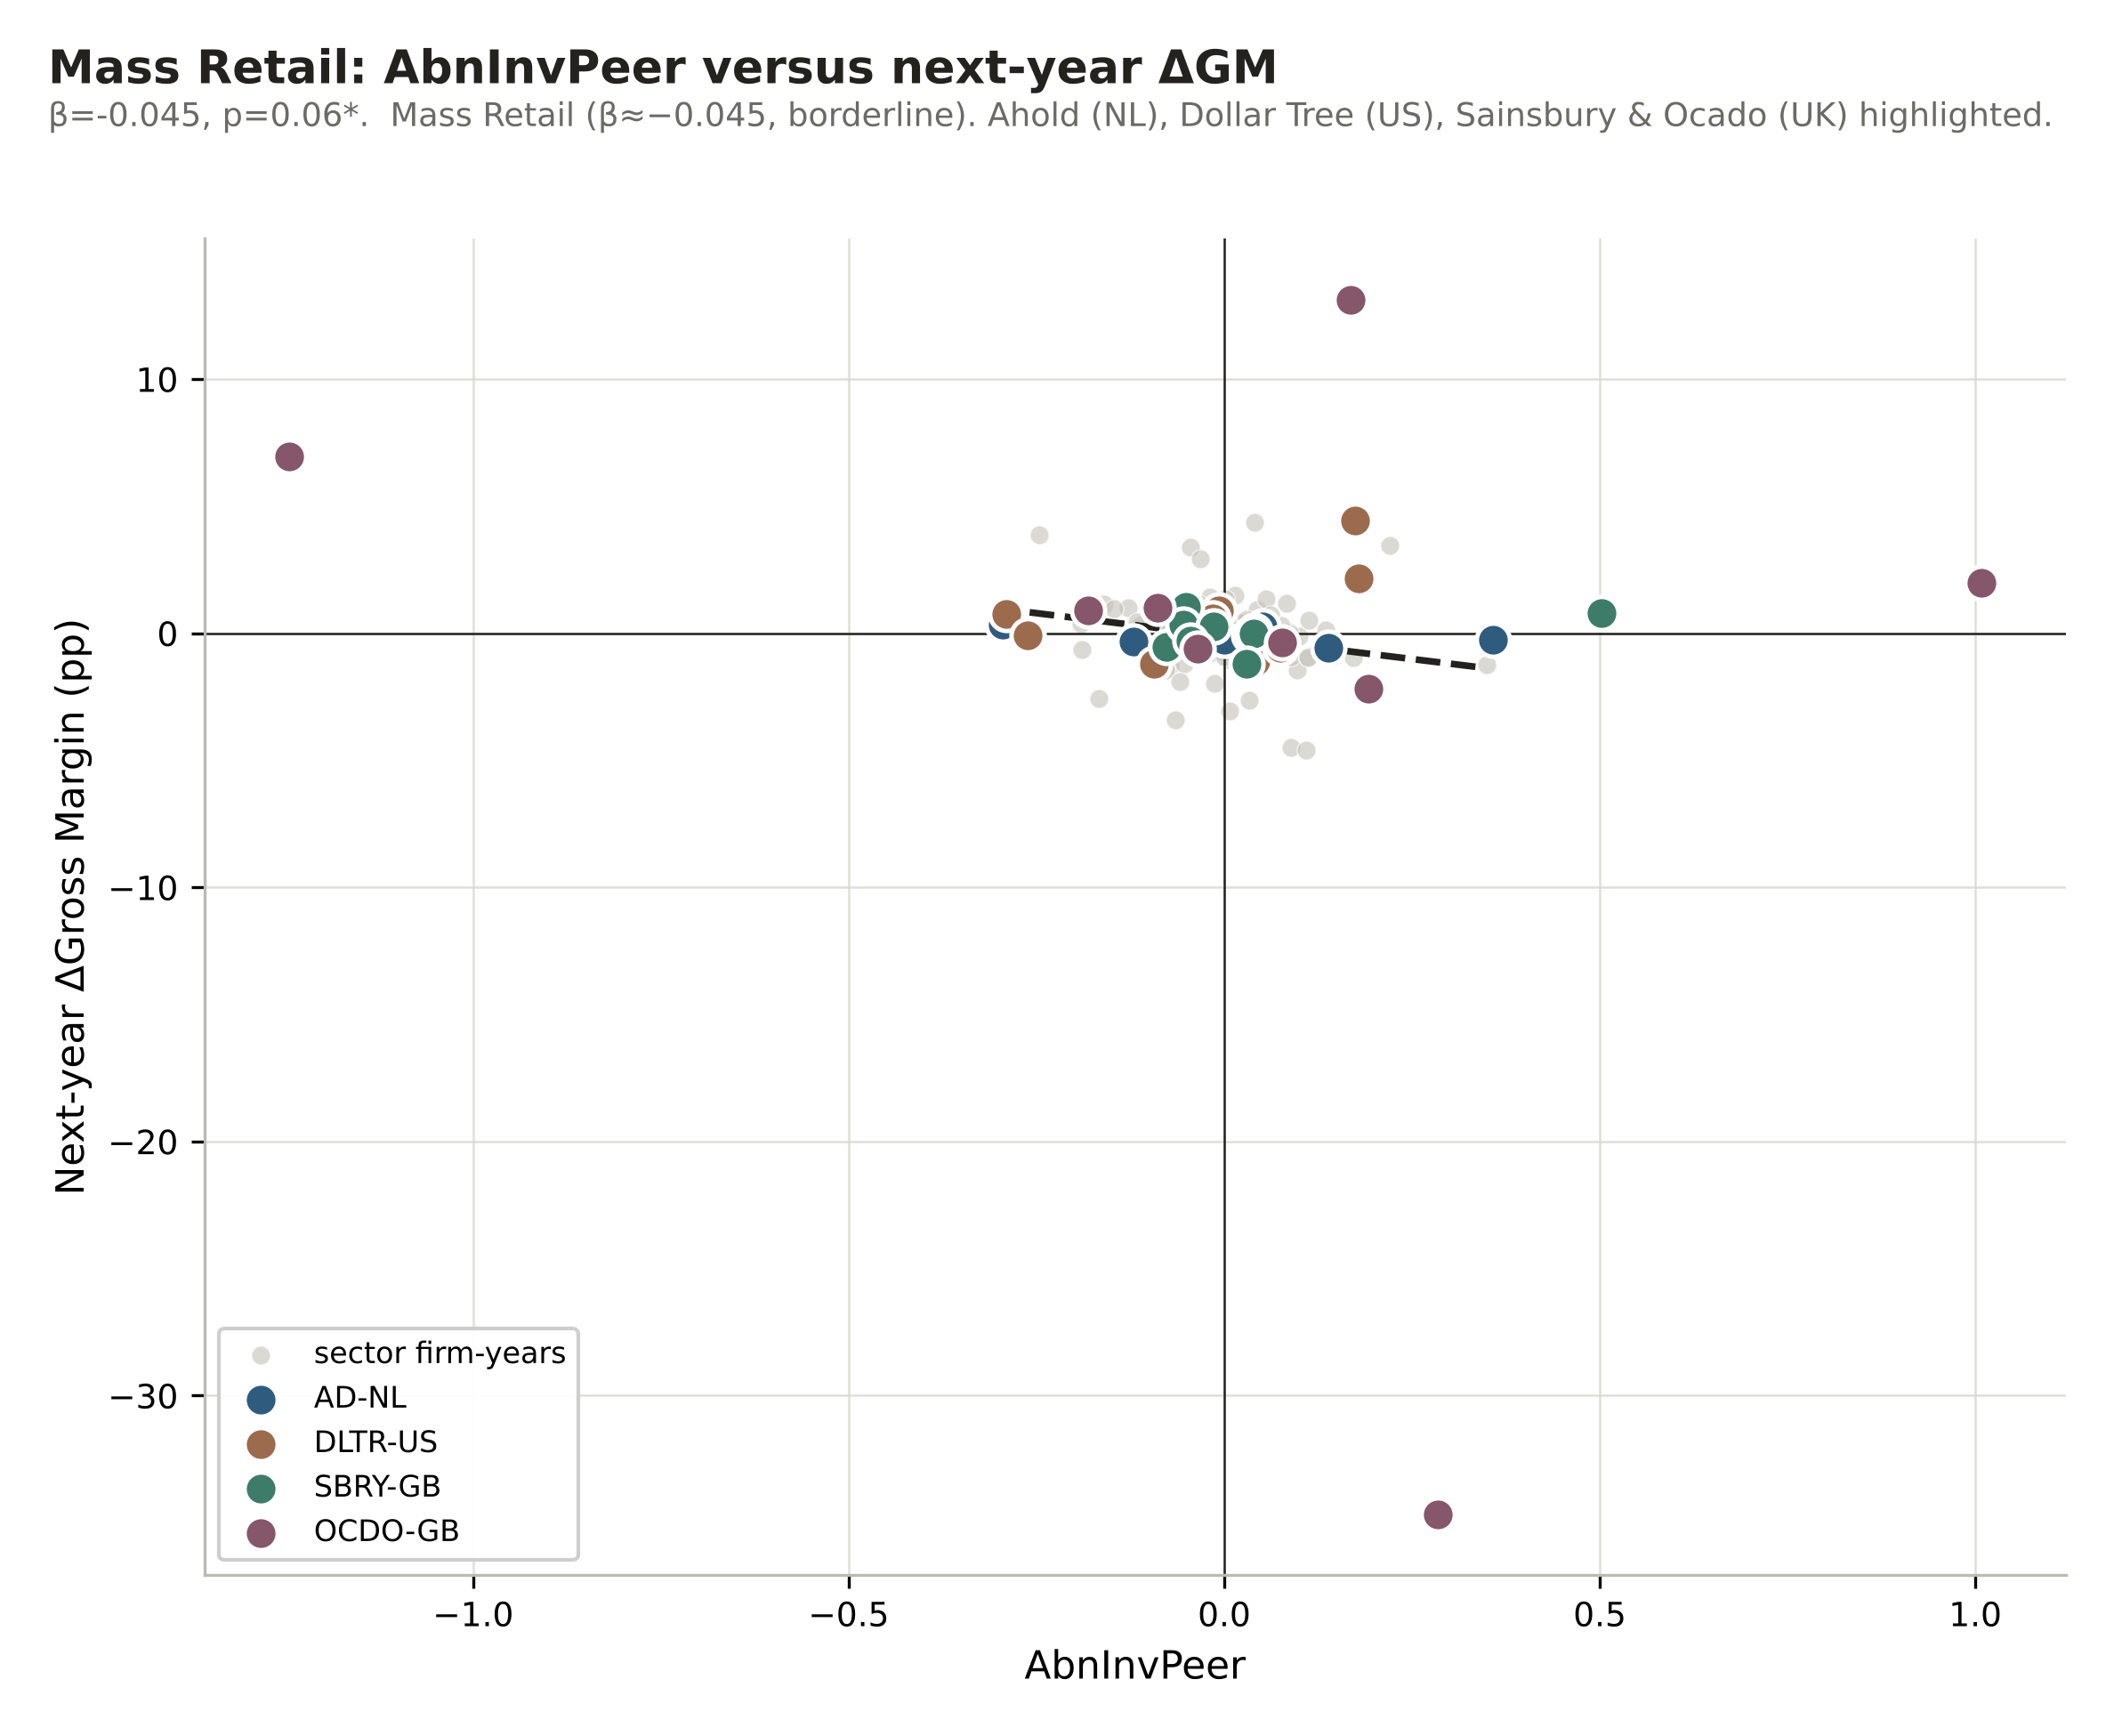 Mass Retail: AbnInvPeer versus next-year ΔGM
β=-0.045, p=0.06*.  Mass Retail (β≈−0.045, borderline). Ahold (NL), Dollar Tree (US), Sainsbury & Ocado (UK) highlighted.
Next-year ΔGross Margin (pp)
10
0
−10
−20
−30
sector firm-years
AD-NL
DLTR-US
SBRY-GB
OCDO-GB
−1.0
−0.5
0.0
0.5
1.0
AbnInvPeer